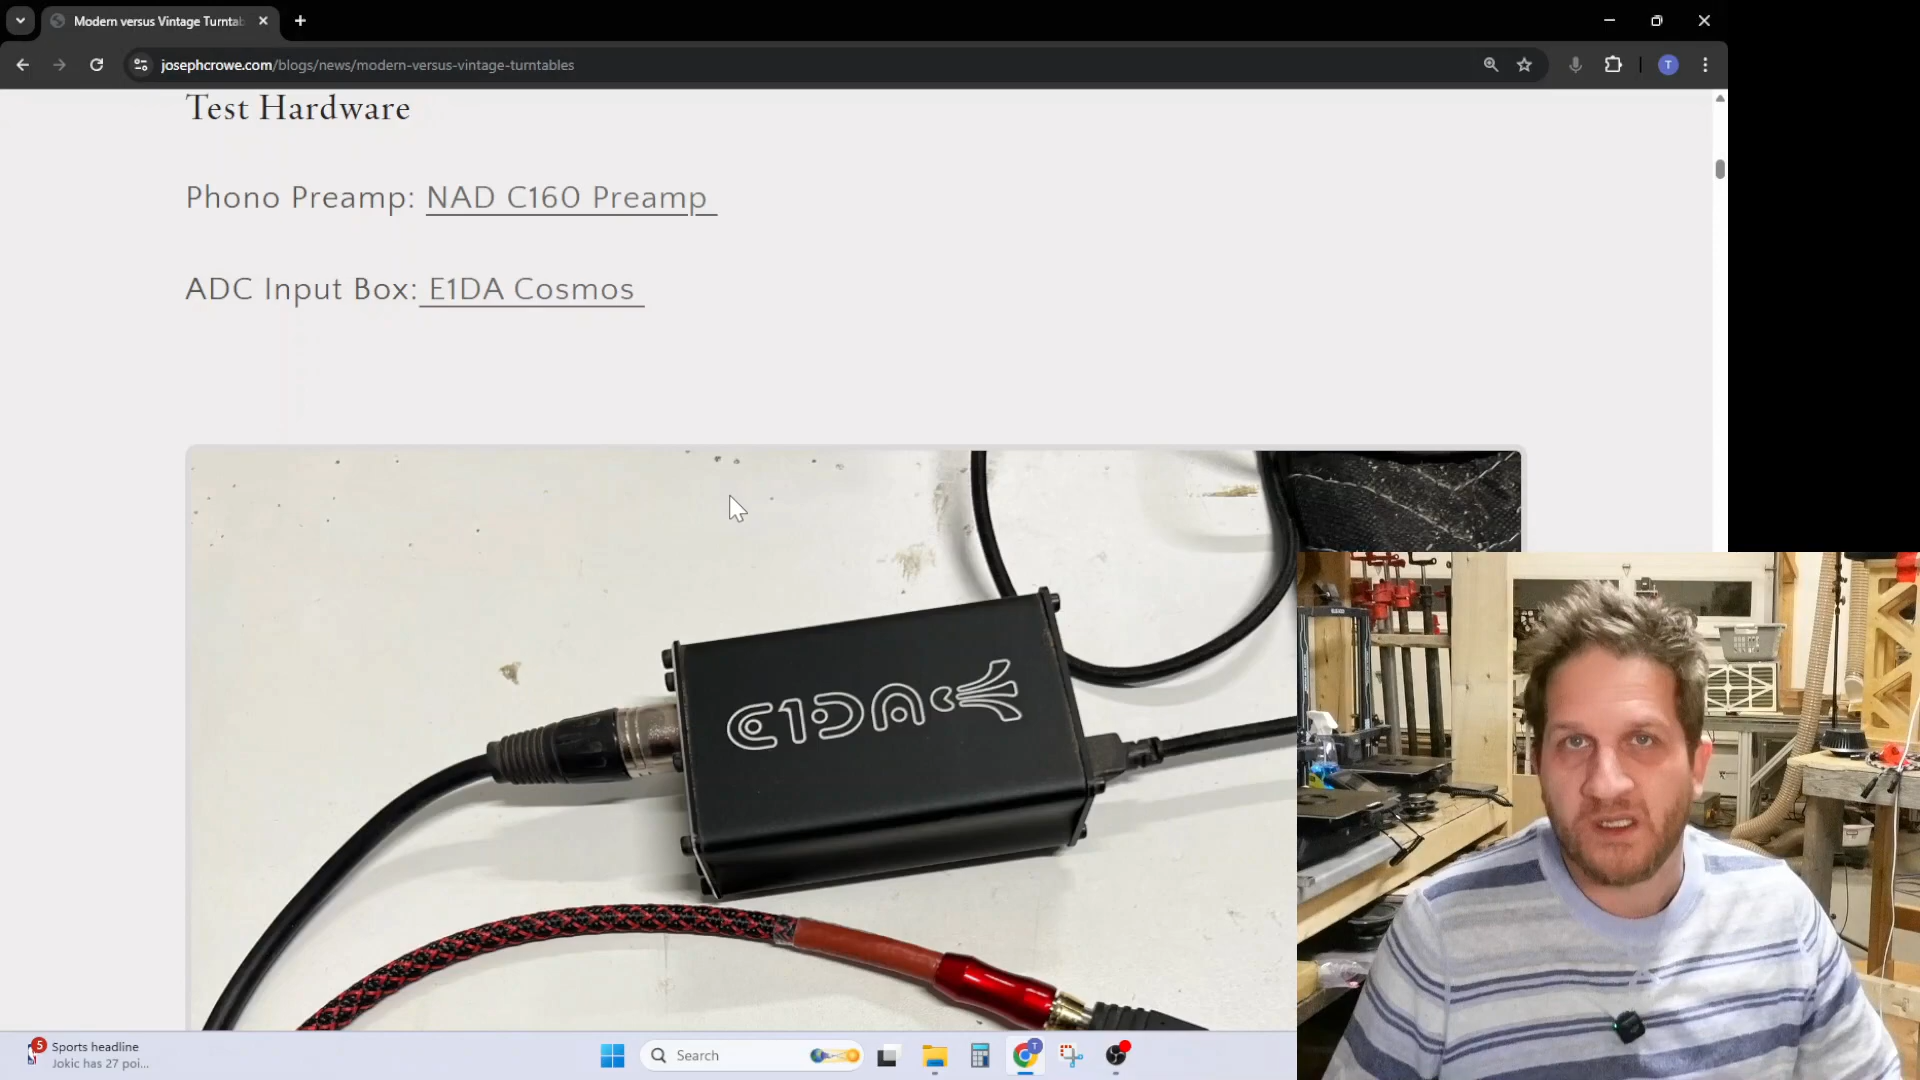 Modern versus Vintage Turntab
josephcrowe.com/blogs/news/modern-versus-vintage-turntables
T
Test Hardware
Phono Preamp: NAD C160 Preamp
ADC Input Box: E1DA Cosmos
E1DA
5
Sports headline
Jokic has 27 poi...
Search
T